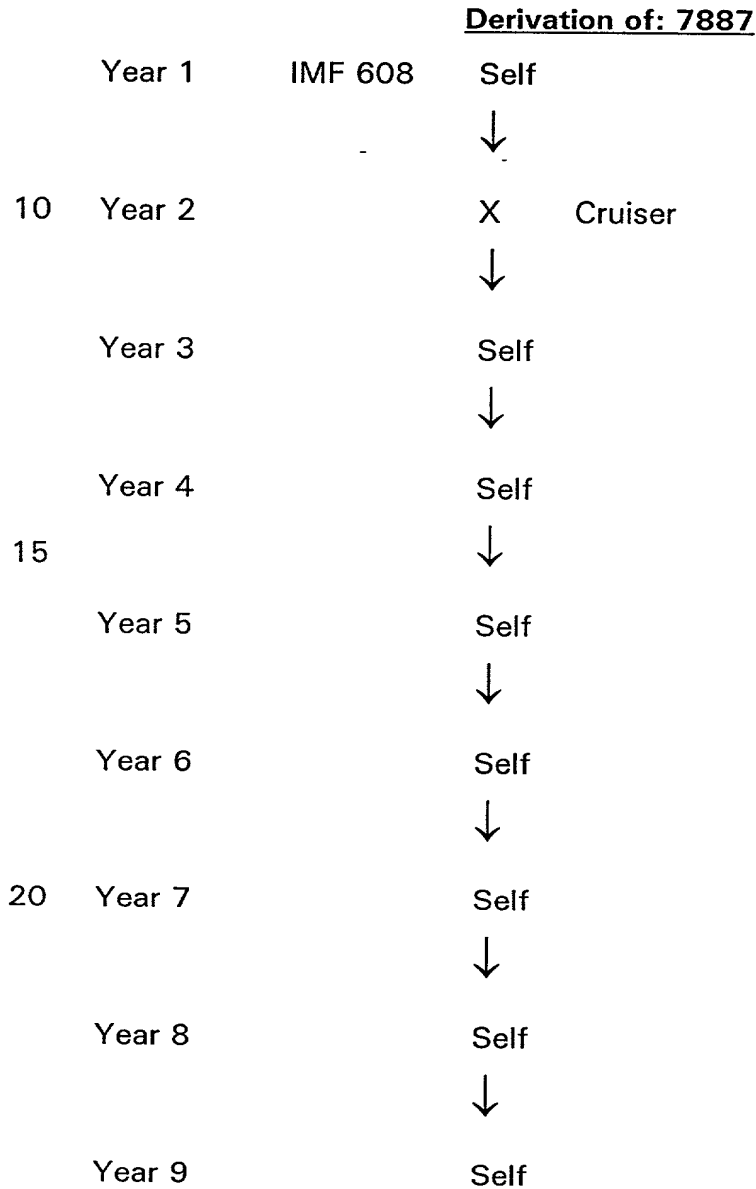 Derivation of: 7887
Year 1 IMF 608 Self
↓
10 Year 2 X Cruiser
↓
Year 3 Self
↓
Year 4 Self
15 ↓
Year 5 Self
↓
Year 6 Self
↓
20 Year 7 Self
↓
Year 8 Self
↓
Year 9 Self